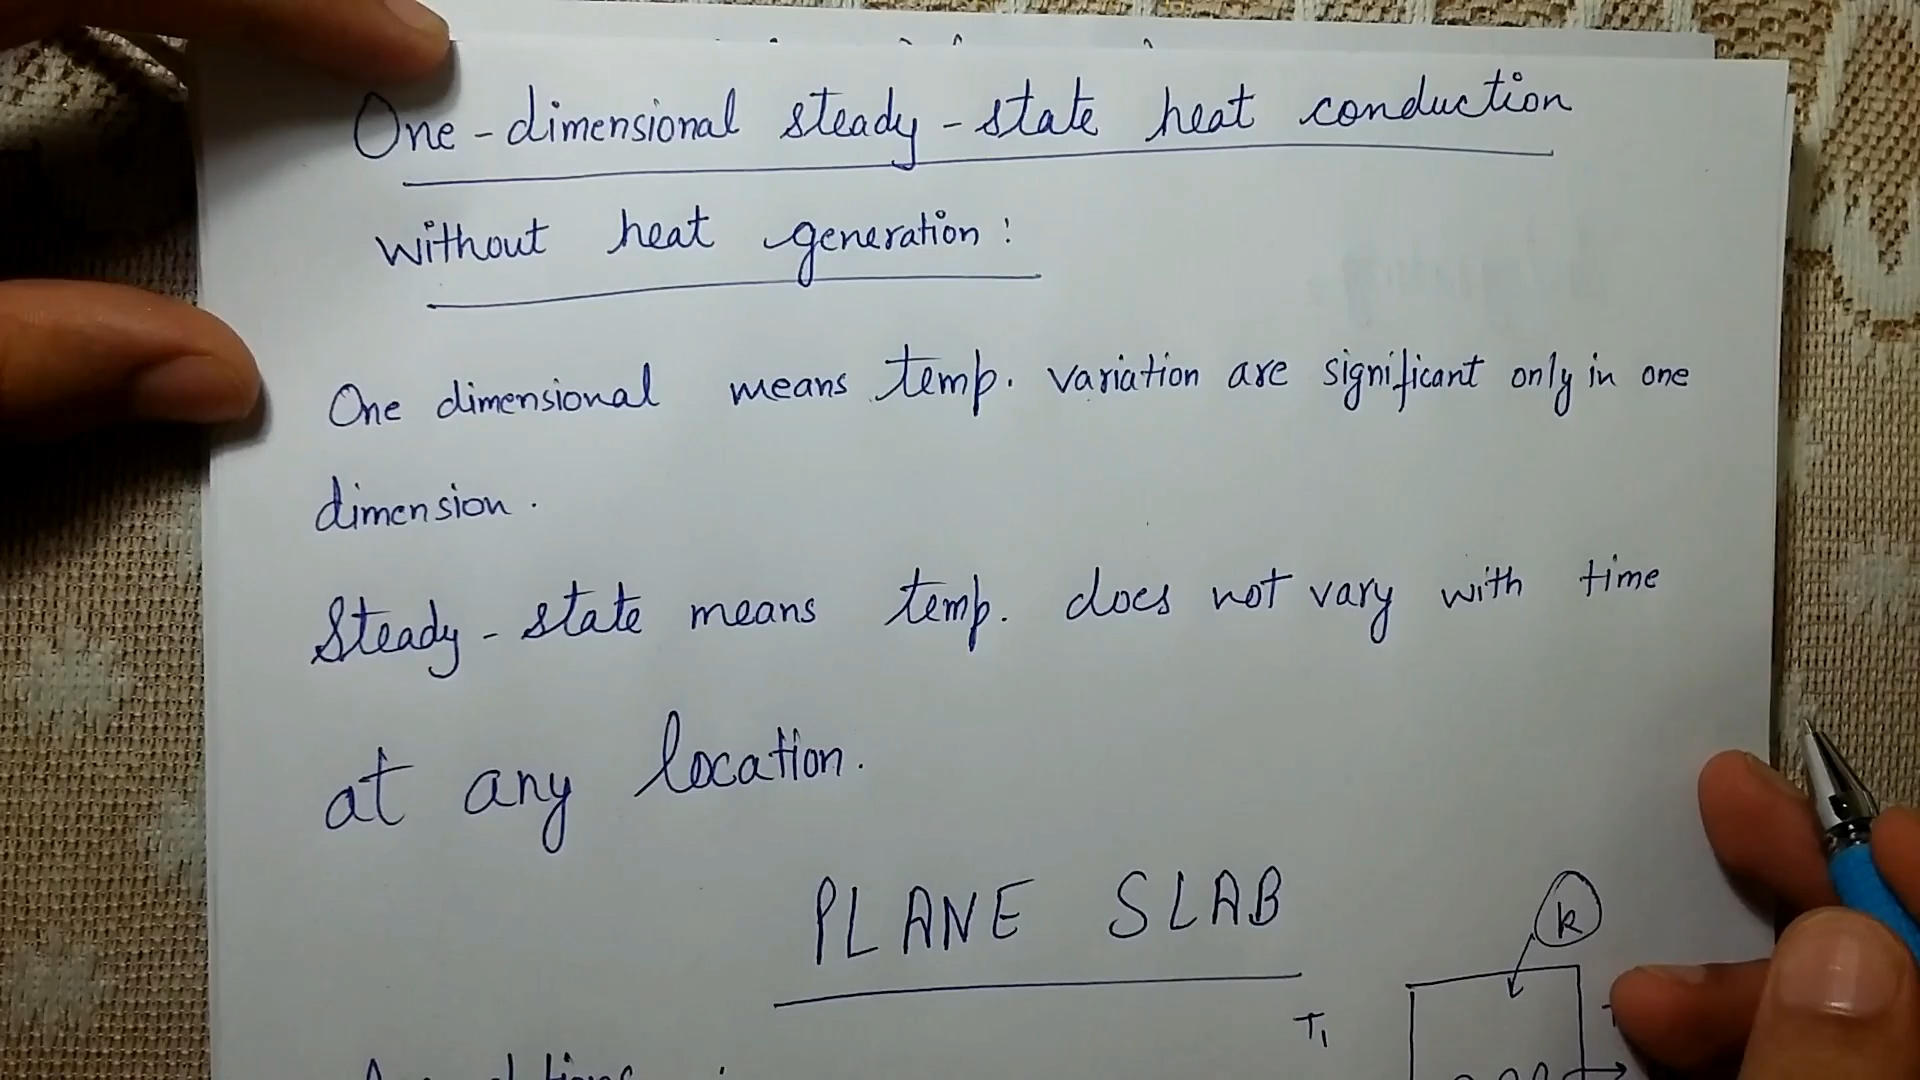 One-dimensional steady-state heat conduction
without heat generation:
One dimensional means temp. variation are significant only in one
dimension.
Steady-state means temp. does not vary with time
at any location.
PLANE SLAB
k
T1